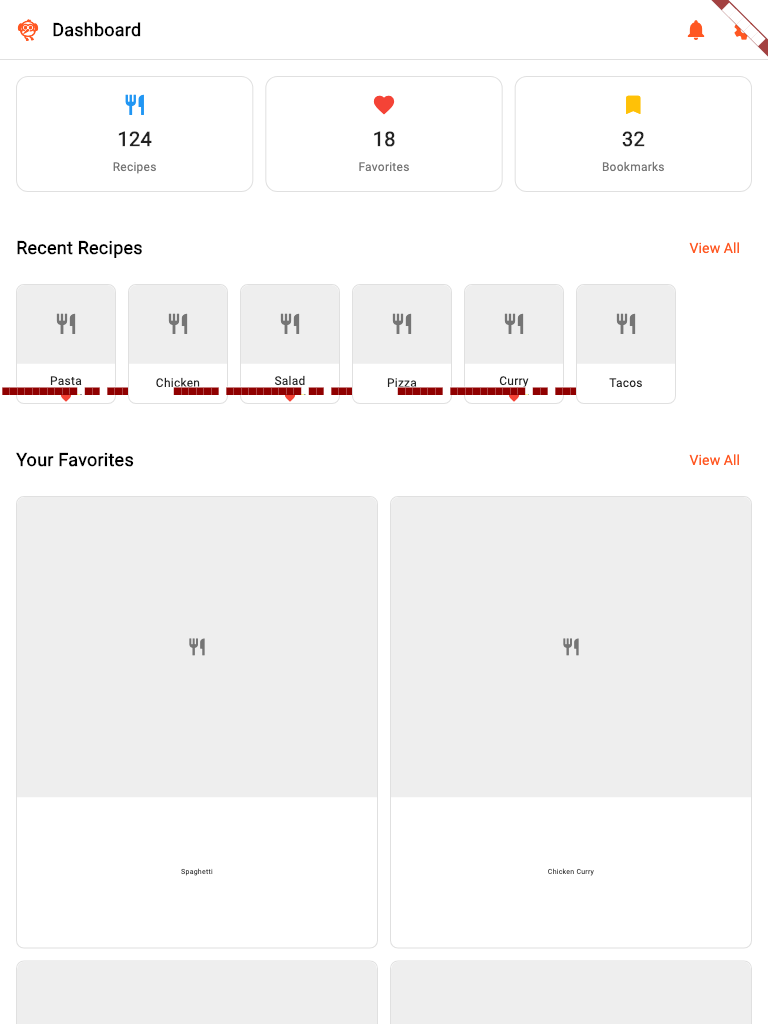 Dashboard
124
Recipes
18
Favorites
32
Bookmarks
Recent Recipes
View All
Pasta
Chicken
Salad
Pizza
Curry
Tacos
Your Favorites
View All
Spaghetti
Chicken Curry